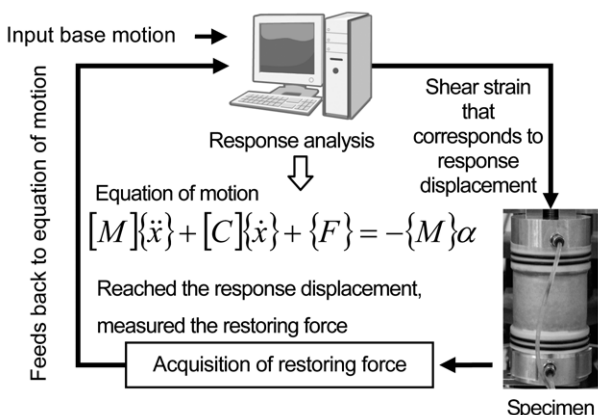 Input base motion
Feeds back to equation of motion
Response analysis
Shear strain
that
corresponds to
response
displacement
Equation of motion
[M]{ẍ}+[C]{ẋ}+{F}=-{M}α
Reached the response displacement,
measured the restoring force
Acquisition of restoring force
Specimen